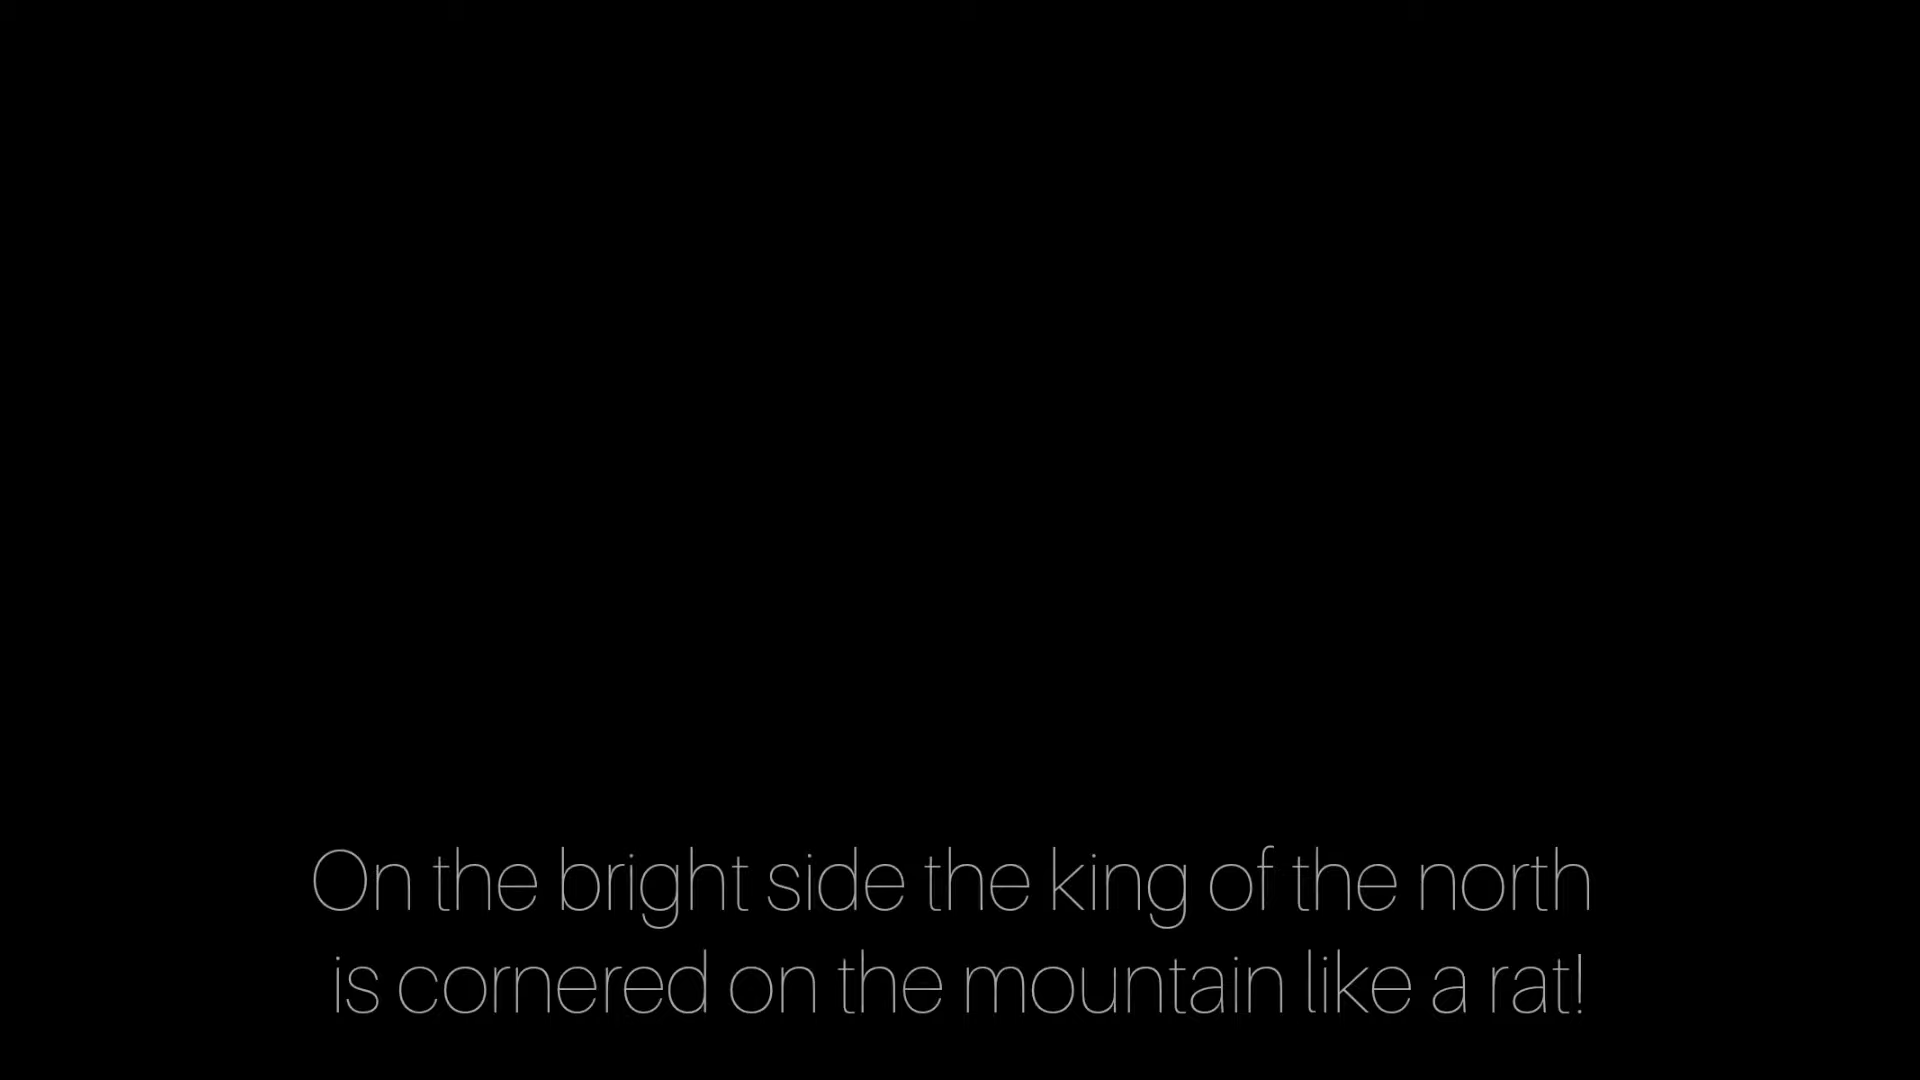 On the bright side the king of the north
is cornered on the mountain like a rat!